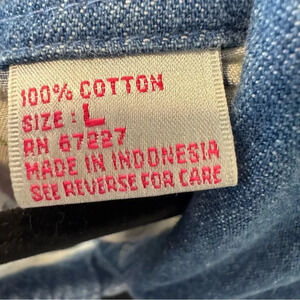 100% COTTON
SIZE: L
RN 67227
MADE IN INDONESIA
SEE REVERSE FOR CARE